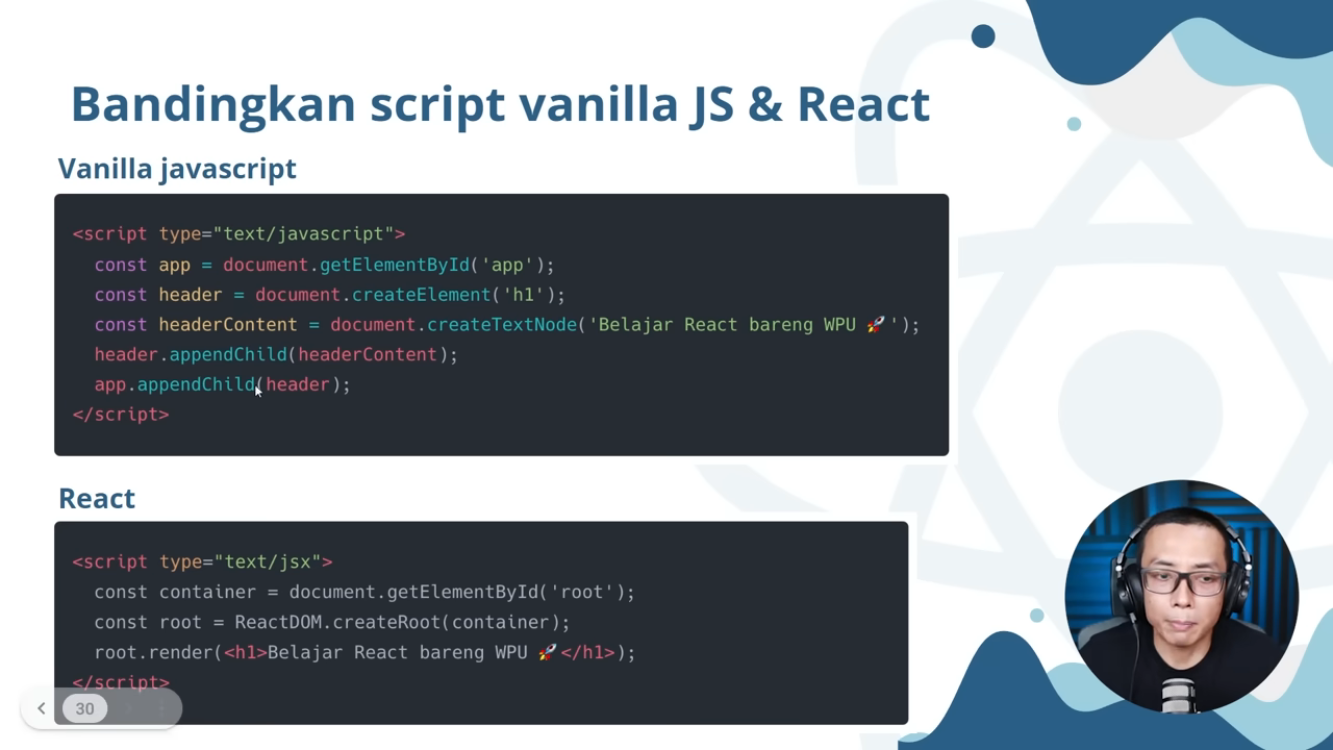 Bandingkan script vanilla JS & React
Vanilla javascript
<script type="text/javascript">
const app = document.getElementById('app');
const header = document.createElement('h1');
const headerContent = document.createTextNode('Belajar React bareng WPU 🚀');
header.appendChild(headerContent);
app.appendChild(header);
</script>
React
<script type="text/jsx">
const container = document.getElementById('root');
const root = ReactDOM.createRoot(container);
root.render(<h1>Belajar React bareng WPU 🚀</h1>);
</script>
30